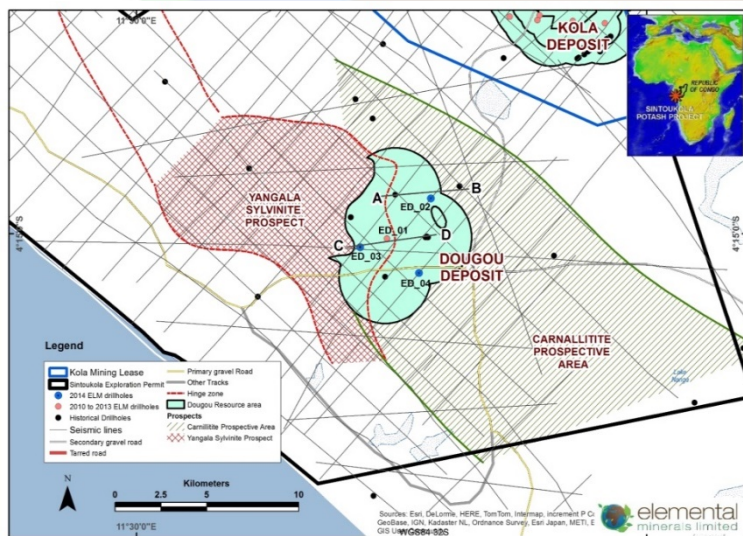 11°30'0"E
KOLA
DEPOSIT
REPUBLIC
OF CONGO
SINTOUKOLA
POTASH PROJECT
YANGALA
SYLVINITE
PROSPECT
A
B
ED_02
4°15'0"S
4°15'0"S
ED_01
C
D
ED_03
DOUGOU
DEPOSIT
ED_04
CARNALLITITE
PROSPECTIVE
AREA
Lake
Legend
Kola Mining Lease
Sintoukola Exploration Permit
2014 ELM drillholes
2010 to 2013 ELM drillholes
Historical Drillholes
Seismic lines
Secondary gravel road
Tarred road
Primary gravel Road
Other Tracks
Hinge zone
Dougou Resource area
Prospects
Carnillitite Prospective Area
Yangala Sylvinite Prospect
N
Kilometers
0 2.5 5 10
Sources: Esri, DeLorme, HERE, TomTom, Intermap, increment P
GeoBase, IGN, Kadaster NL, Ordnance Survey, Esri Japan, METI, E
GIS
WGS84-32S
11°30'0"E
elemental
minerals limited